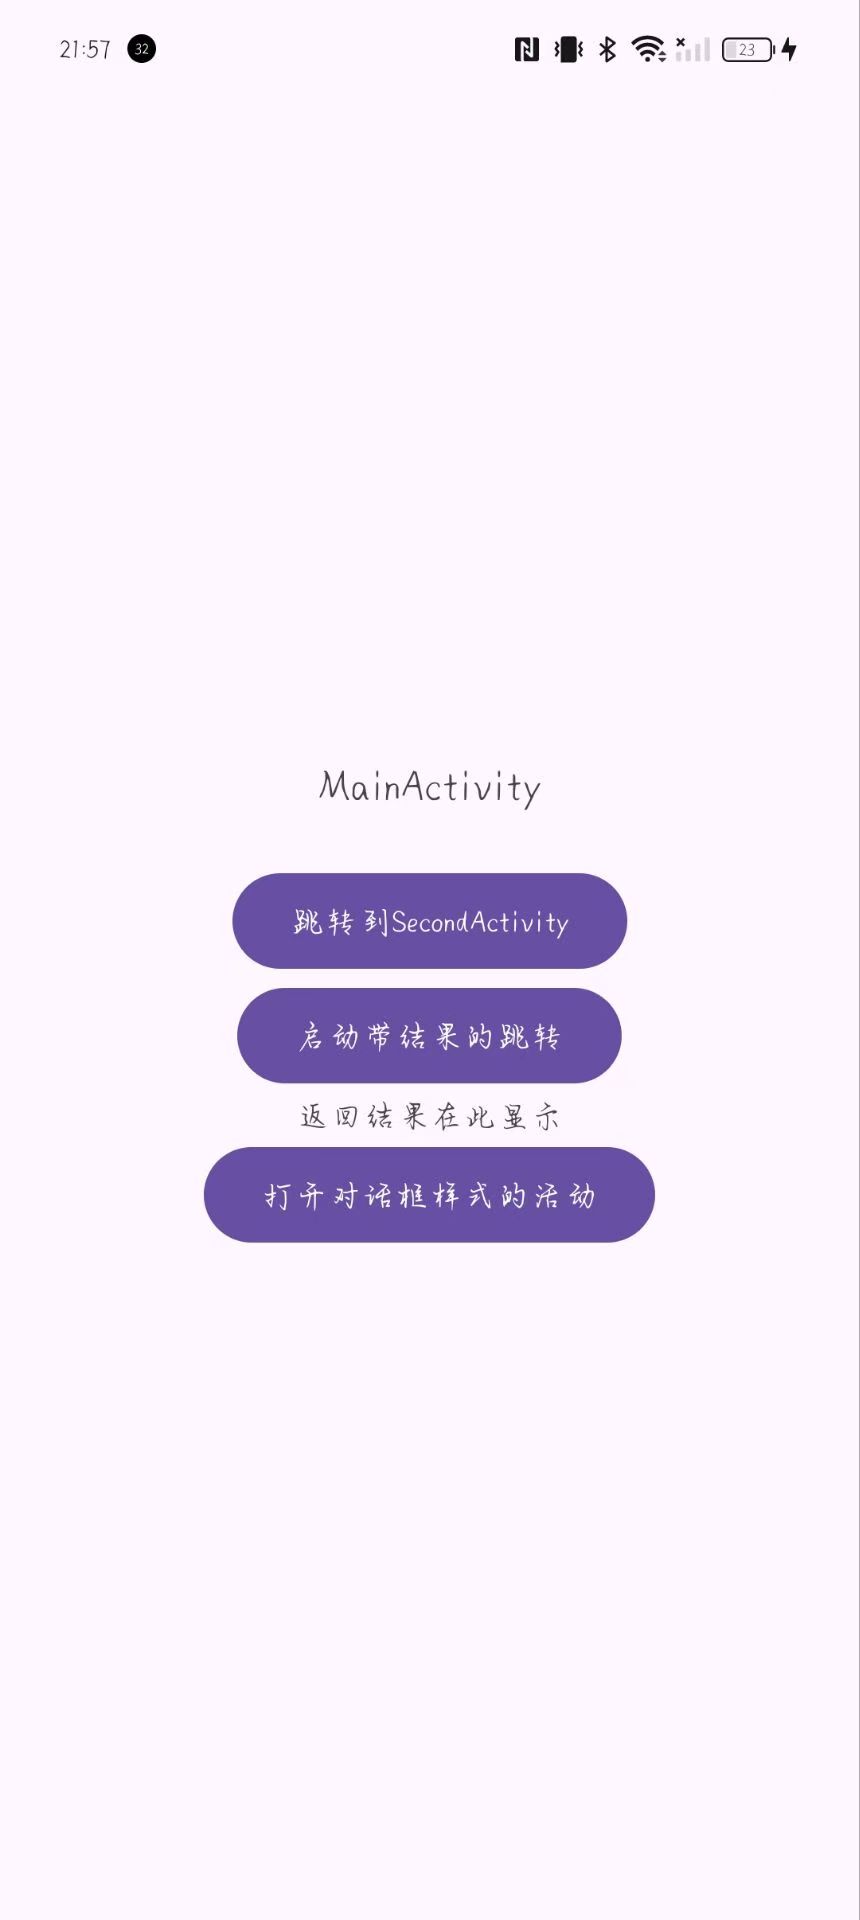 21:57 32 23
MainActivity
跳转到SecondActivity
启动带结果的跳转
返回结果在此显示
打开对话框样式的活动